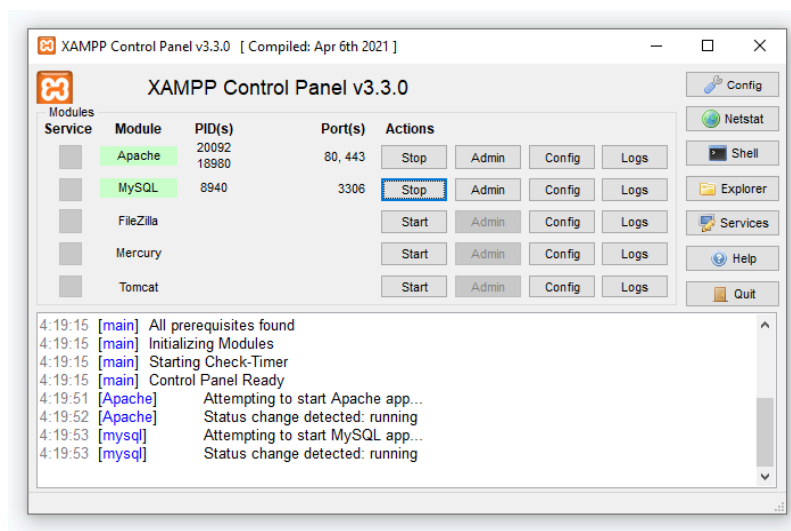 XAMPP Control Panel v3.3.0 [ Compiled: Apr 6th 2021 ]
XAMPP Control Panel v3.3.0
Config
Modules
Service Module PID(s) Port(s) Actions
Netstat
Apache 20092 18980 80, 443 Stop Admin Config Logs
Shell
MySQL 8940 3306 Stop Admin Config Logs
Explorer
FileZilla Start Admin Config Logs
Services
Mercury Start Admin Config Logs
Help
Tomcat Start Admin Config Logs
Quit
4:19:15 [main] All prerequisites found
4:19:15 [main] Initializing Modules
4:19:15 [main] Starting Check-Timer
4:19:15 [main] Control Panel Ready
4:19:51 [Apache] Attempting to start Apache app...
4:19:52 [Apache] Status change detected: running
4:19:53 [mysql] Attempting to start MySQL app...
4:19:53 [mysql] Status change detected: running